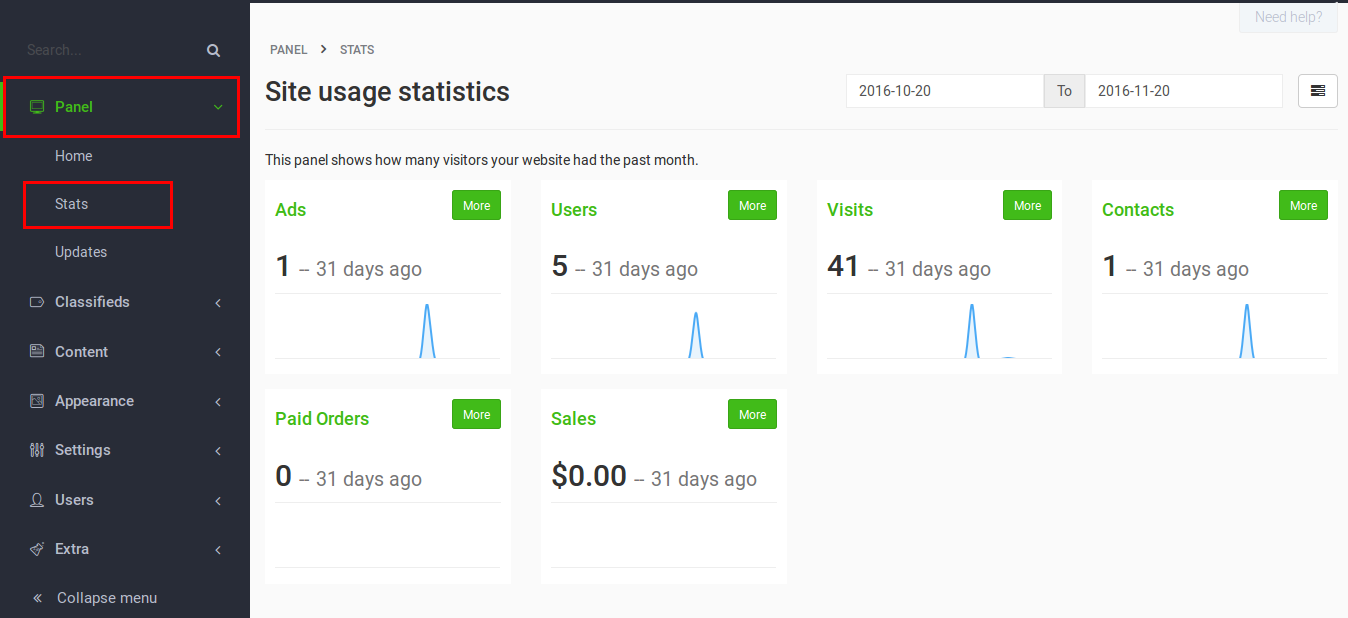 Need help?
Search...
PANEL > STATS
Site usage statistics
2016-10-20 To 2016-11-20
Panel
This panel shows how many visitors your website had the past month.
Home
Stats
Updates
Classifieds
Content
Appearance
Settings
Users
Extra
« Collapse menu
Ads More
1 -- 31 days ago
Users More
5 -- 31 days ago
Visits More
41 -- 31 days ago
Contacts More
1 -- 31 days ago
Paid Orders More
0 -- 31 days ago
Sales More
$0.00 -- 31 days ago